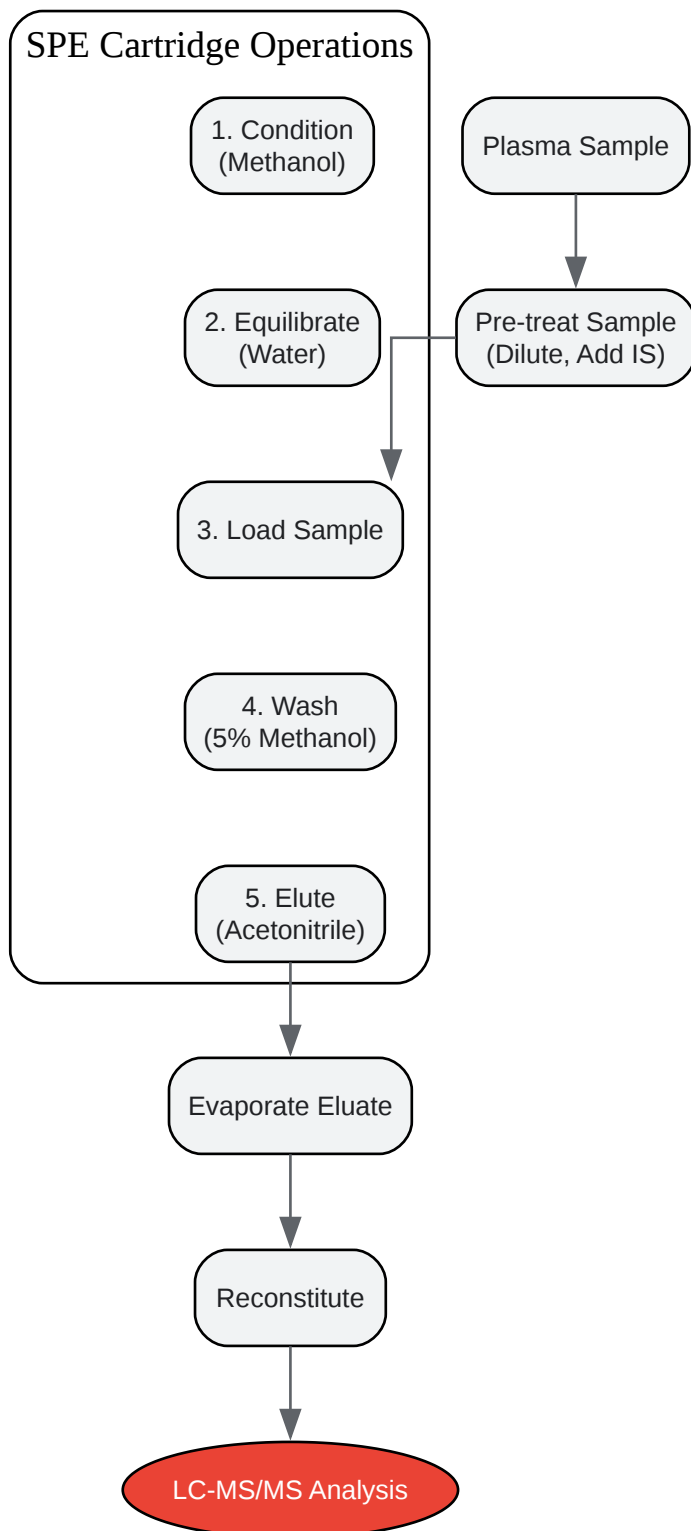 SPE Cartridge Operations
1. Condition
(Methanol)
Plasma Sample
2. Equilibrate
(Water)
Pre-treat Sample
(Dilute, Add IS)
3. Load Sample
4. Wash
(5% Methanol)
5. Elute
(Acetonitrile)
Evaporate Eluate
Reconstitute
LC-MS/MS Analysis